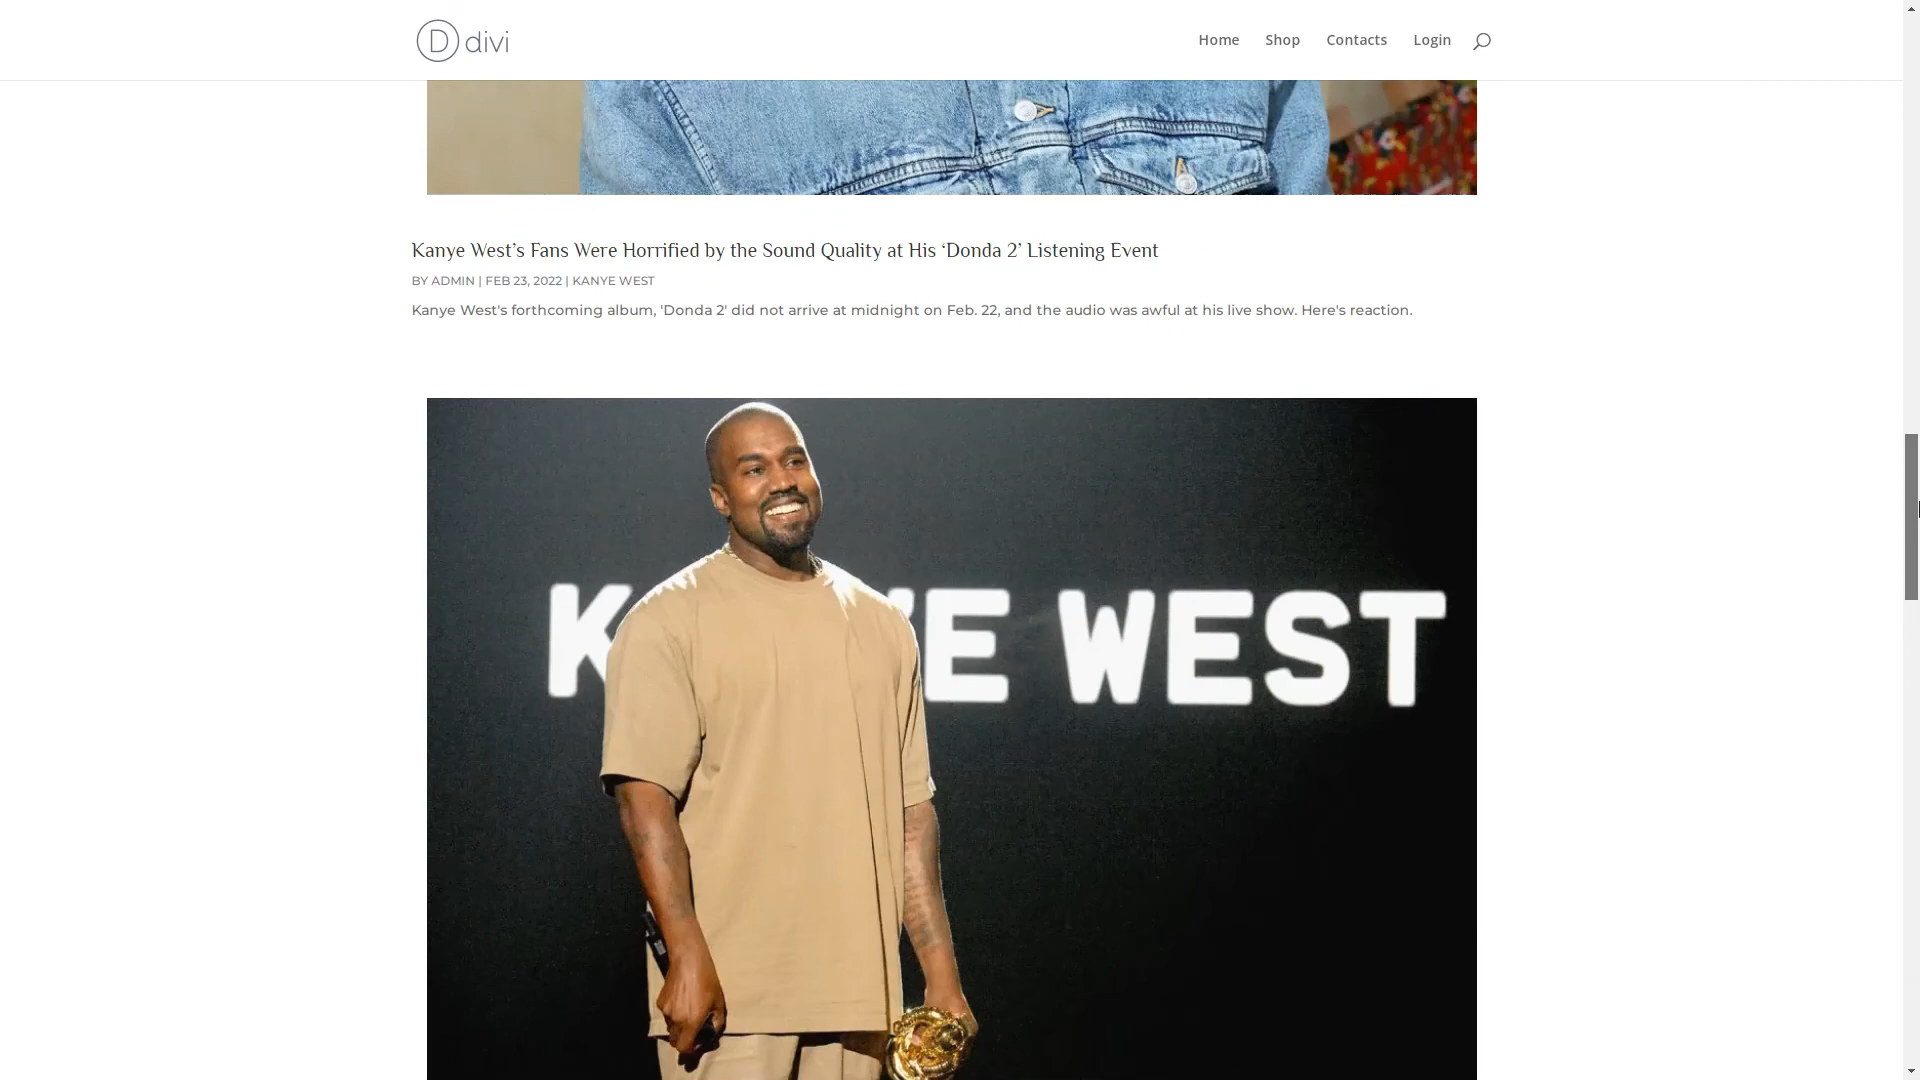 D divi
Home Shop Contacts Login
Kanye West’s Fans Were Horrified by the Sound Quality at His ‘Donda 2’ Listening Event
BY ADMIN | FEB 23, 2022 | KANYE WEST
Kanye West's forthcoming album, 'Donda 2' did not arrive at midnight on Feb. 22, and the audio was awful at his live show. Here's reaction.
K YE WEST